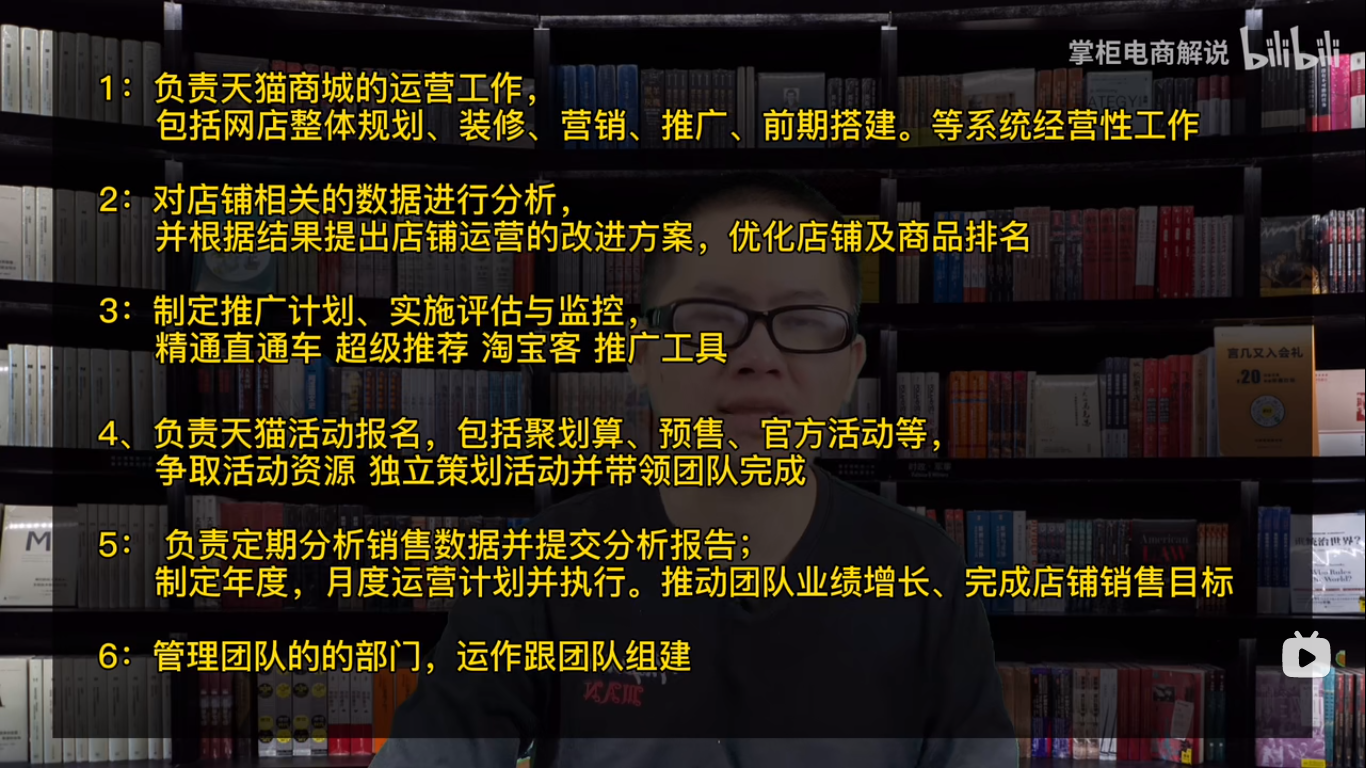 掌柜电商解说 bilibili
1：负责天猫商城的运营工作，
包括网店整体规划、装修、营销、推广、前期搭建。等系统经营性工作
2：对店铺相关的数据进行分析，
并根据结果提出店铺运营的改进方案，优化店铺及商品排名
3：制定推广计划、实施评估与监控，
精通直通车 超级推荐 淘宝客 推广工具
言几又入会礼
20
4、负责天猫活动报名，包括聚划算、预售、官方活动等，
争取活动资源 独立策划活动并带领团队完成
5： 负责定期分析销售数据并提交分析报告；
制定年度，月度运营计划并执行。推动团队业绩增长、完成店铺销售目标
6：管理团队的的部门，运作跟团队组建